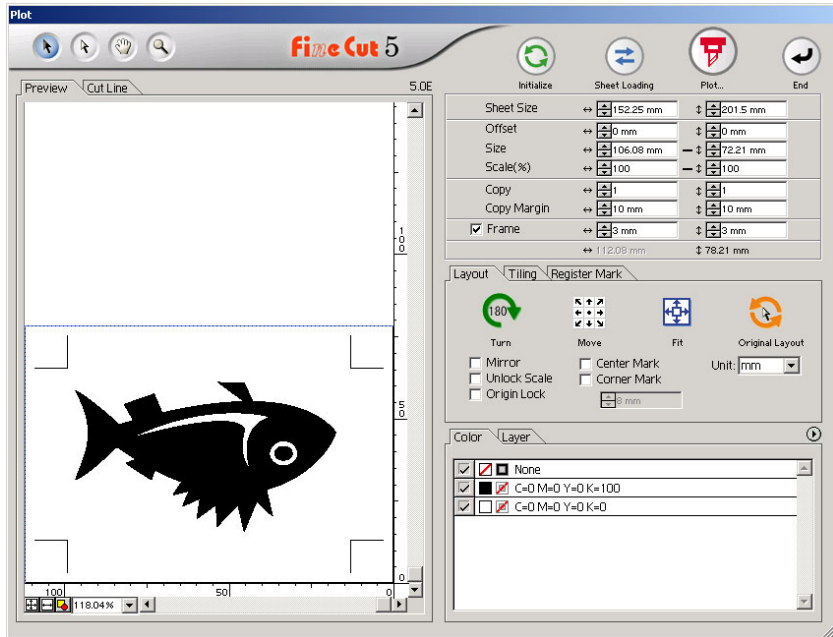 Plot
Fine Cut 5
Initialize
Sheet Loading
Plot...
End
Preview
Cut Line
5.0E
Sheet Size 152.25 mm 201.5 mm
Offset 0 mm 0 mm
Size 106.08 mm 72.21 mm
Scale(%) 100 100
Copy 1 1
Copy Margin 10 mm 10 mm
Frame 3 mm 3 mm
112.08 mm 78.21 mm
Layout
Tiling
Register Mark
180°
Turn
Move
Fit
Original Layout
Mirror
Center Mark
Unit: mm
Unlock Scale
Corner Mark
Origin Lock
8 mm
Color
Layer
None
C=0 M=0 Y=0 K=100
C=0 M=0 Y=0 K=0
100
50
0
100 50 0
118.04%